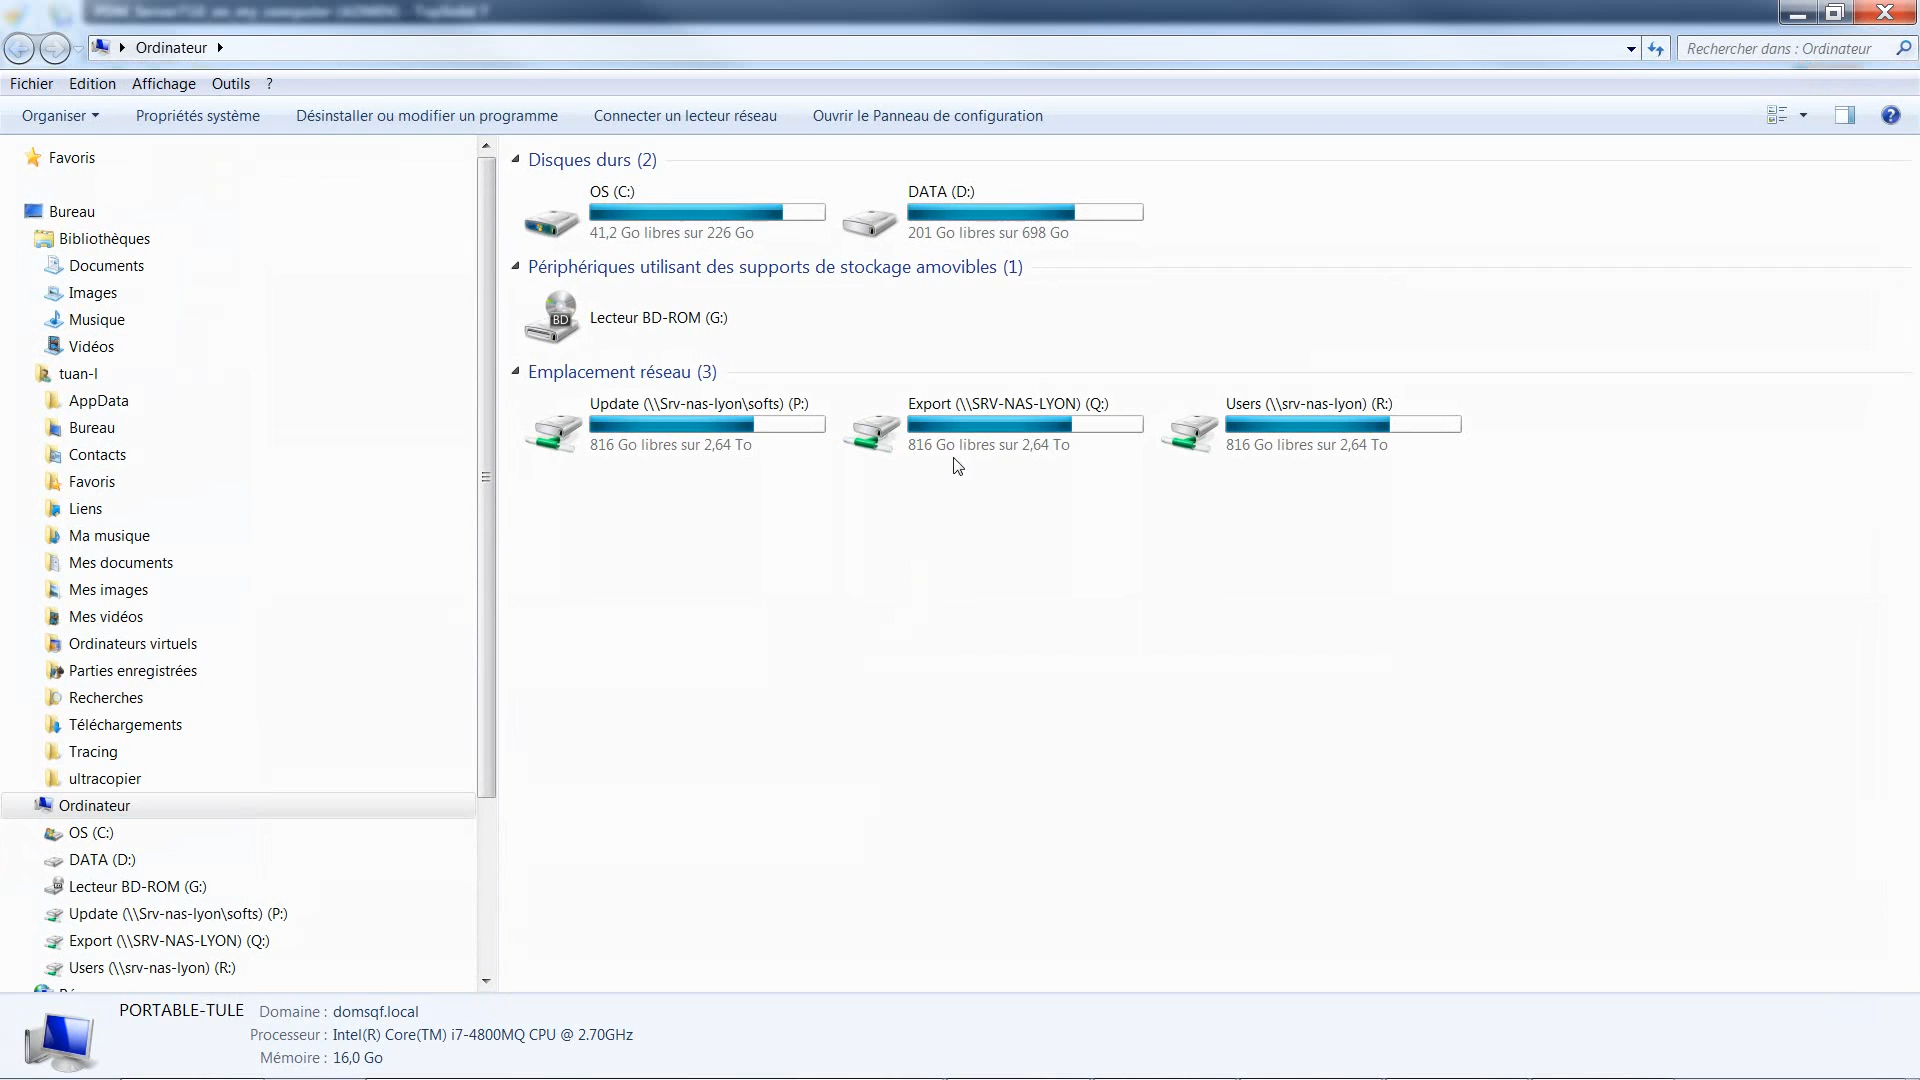 Ordinateur
Rechercher dans : Ordinateur
Fichier Edition Affichage Outils ?
Organiser Propriétés système Désinstaller ou modifier un programme Connecter un lecteur réseau Ouvrir le Panneau de configuration
Favoris
Bureau
Bibliothèques
Documents
Images
Musique
Vidéos
tuan-l
AppData
Bureau
Contacts
Favoris
Liens
Ma musique
Mes documents
Mes images
Mes vidéos
Ordinateurs virtuels
Parties enregistrées
Recherches
Téléchargements
Tracing
ultracopier
Ordinateur
OS (C:)
DATA (D:)
Lecteur BD-ROM (G:)
Update (\\Srv-nas-lyon\softs) (P:)
Export (\\SRV-NAS-LYON) (Q:)
Users (\\srv-nas-lyon) (R:)
Disques durs (2)
OS (C:)
41,2 Go libres sur 226 Go
DATA (D:)
201 Go libres sur 698 Go
Périphériques utilisant des supports de stockage amovibles (1)
BD
Lecteur BD-ROM (G:)
Emplacement réseau (3)
Update (\\Srv-nas-lyon\softs) (P:)
816 Go libres sur 2,64 To
Export (\\SRV-NAS-LYON) (Q:)
816 Go libres sur 2,64 To
Users (\\srv-nas-lyon) (R:)
816 Go libres sur 2,64 To
PORTABLE-TULE Domaine : domsqf.local
Processeur : Intel(R) Core(TM) i7-4800MQ CPU @ 2.70GHz
Mémoire : 16,0 Go